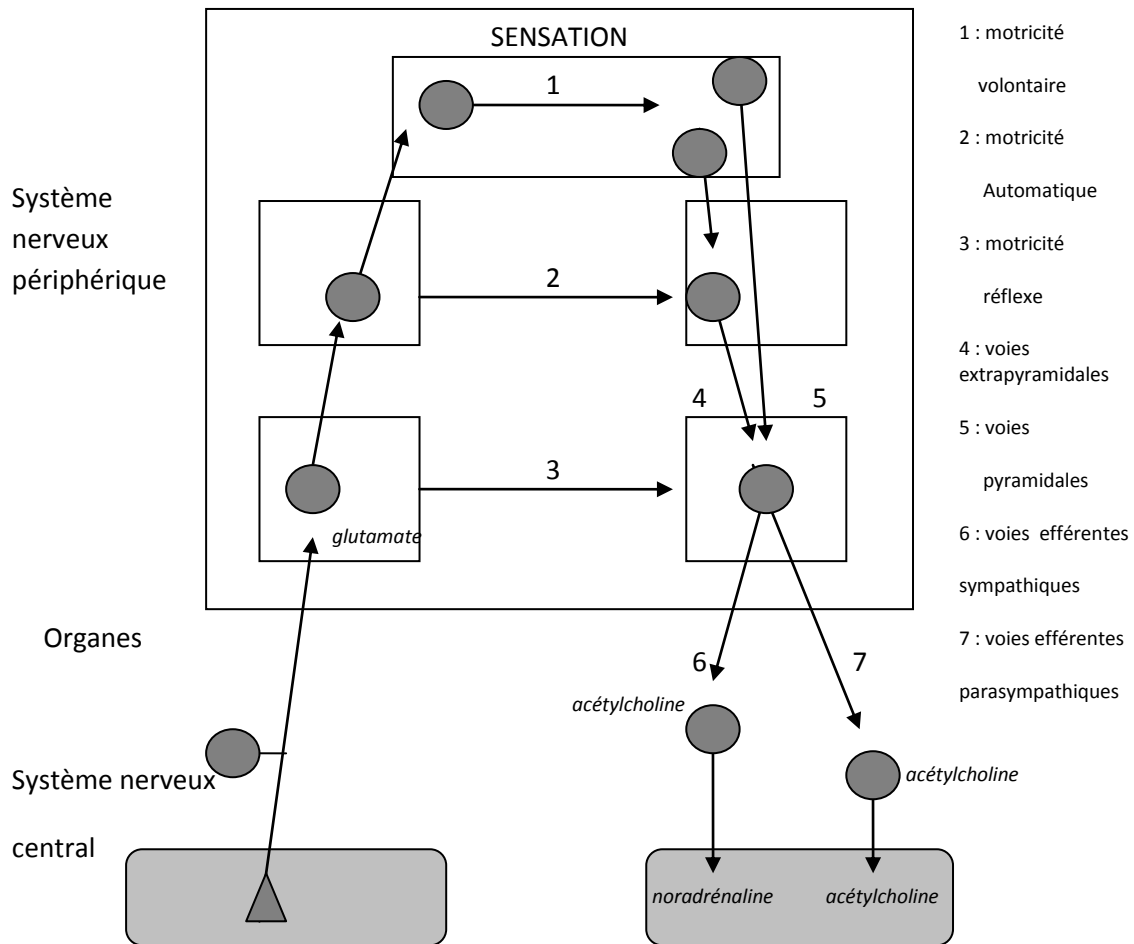 SENSATION
1
Système
nerveux
périphérique
2
4
5
3
glutamate
Organes
6
7
acétylcholine
Système nerveux
acétylcholine
central
noradrénaline
acétylcholine
1 : motricité
volontaire
2 : motricité
Automatique
3 : motricité
réflexe
4 : voies
extrapyramidales
5 : voies
pyramidales
6 : voies efférentes
sympathiques
7 : voies efférentes
parasympathiques